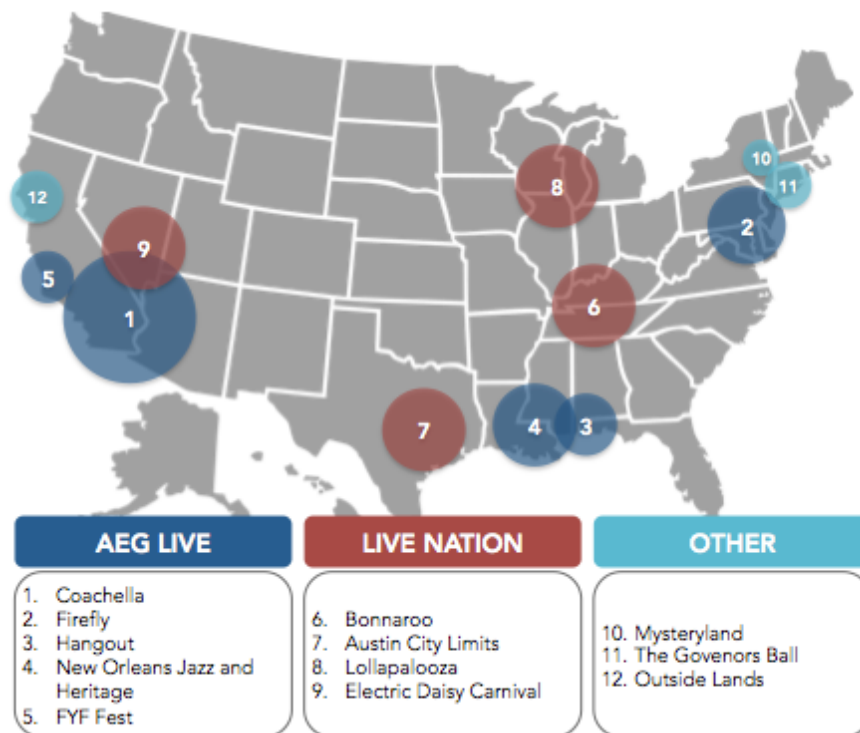 10
8
12
11
2
9
5
1
6
7
4
3
AEG LIVE
LIVE NATION
OTHER
1. Coachella
2. Firefly
3. Hangout
4. New Orleans Jazz and
Heritage
5. FYF Fest
6. Bonnaroo
7. Austin City Limits
8. Lollapalooza
9. Electric Daisy Carnival
10. Mysteryland
11. The Govenors Ball
12. Outside Lands